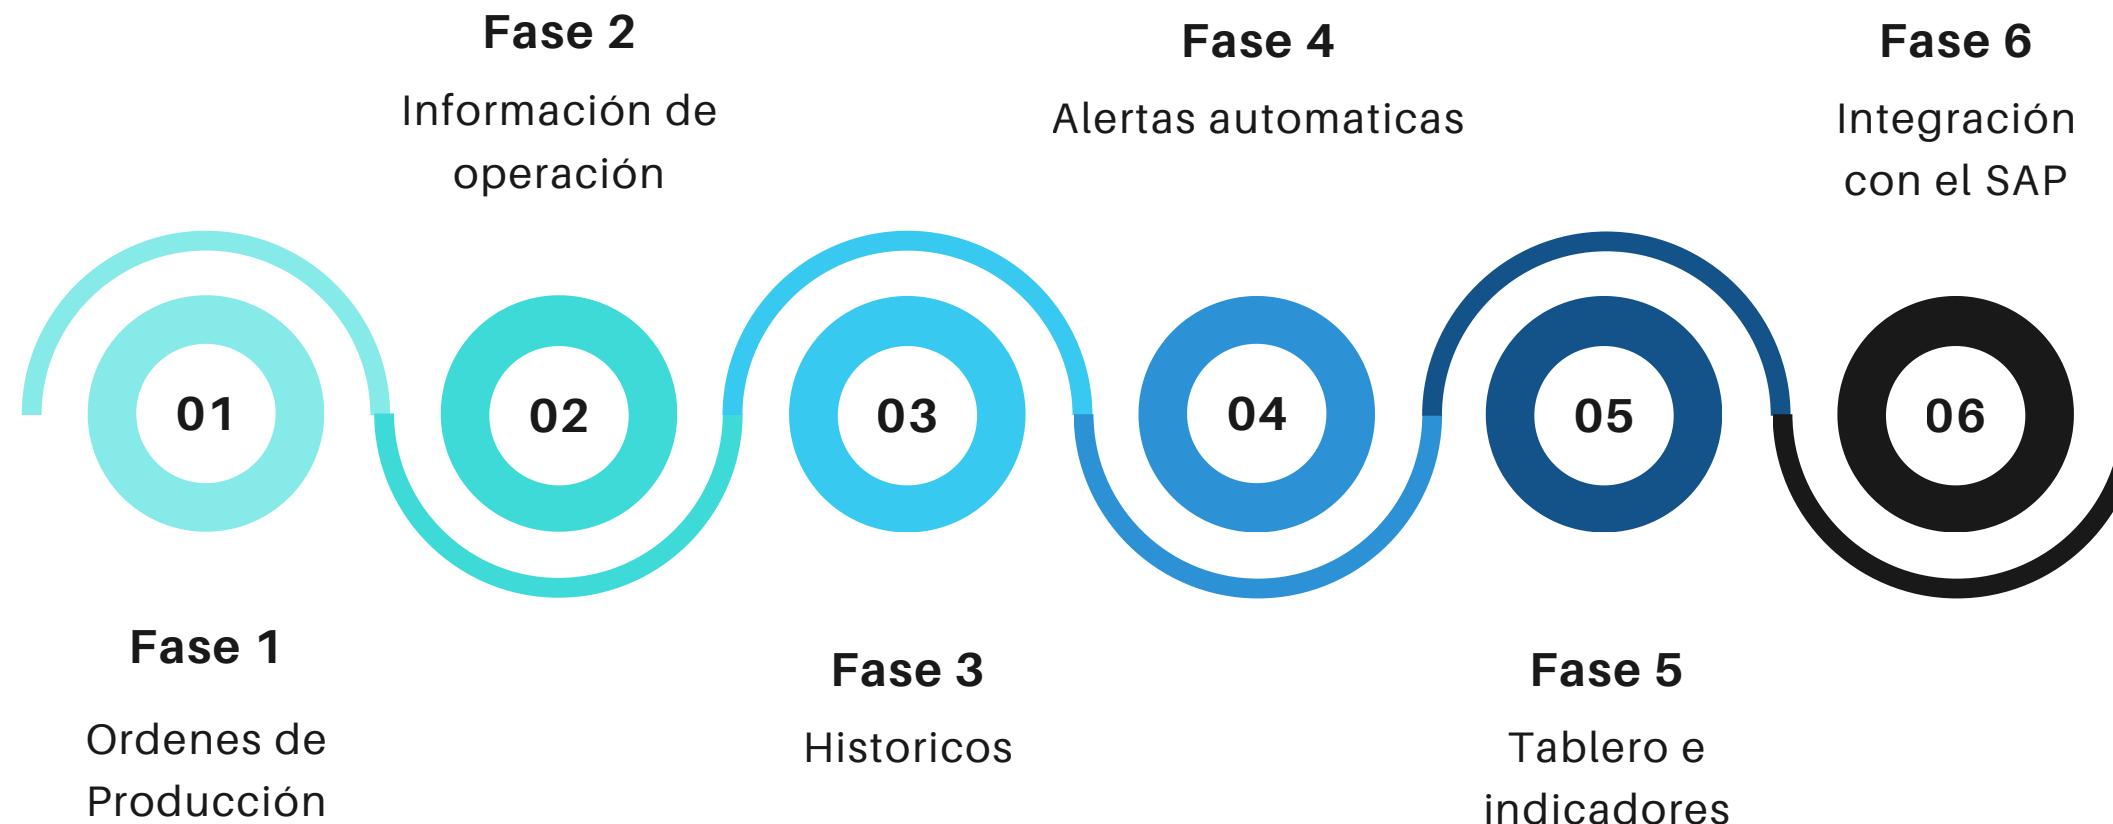 Fase 2
Información de
operación
Fase 4
Alertas automaticas
Fase 6
Integración
con el SAP
01
02
03
04
05
06
Fase 1
Ordenes de
Producción
Fase 3
Historicos
Fase 5
Tablero e
indicadores